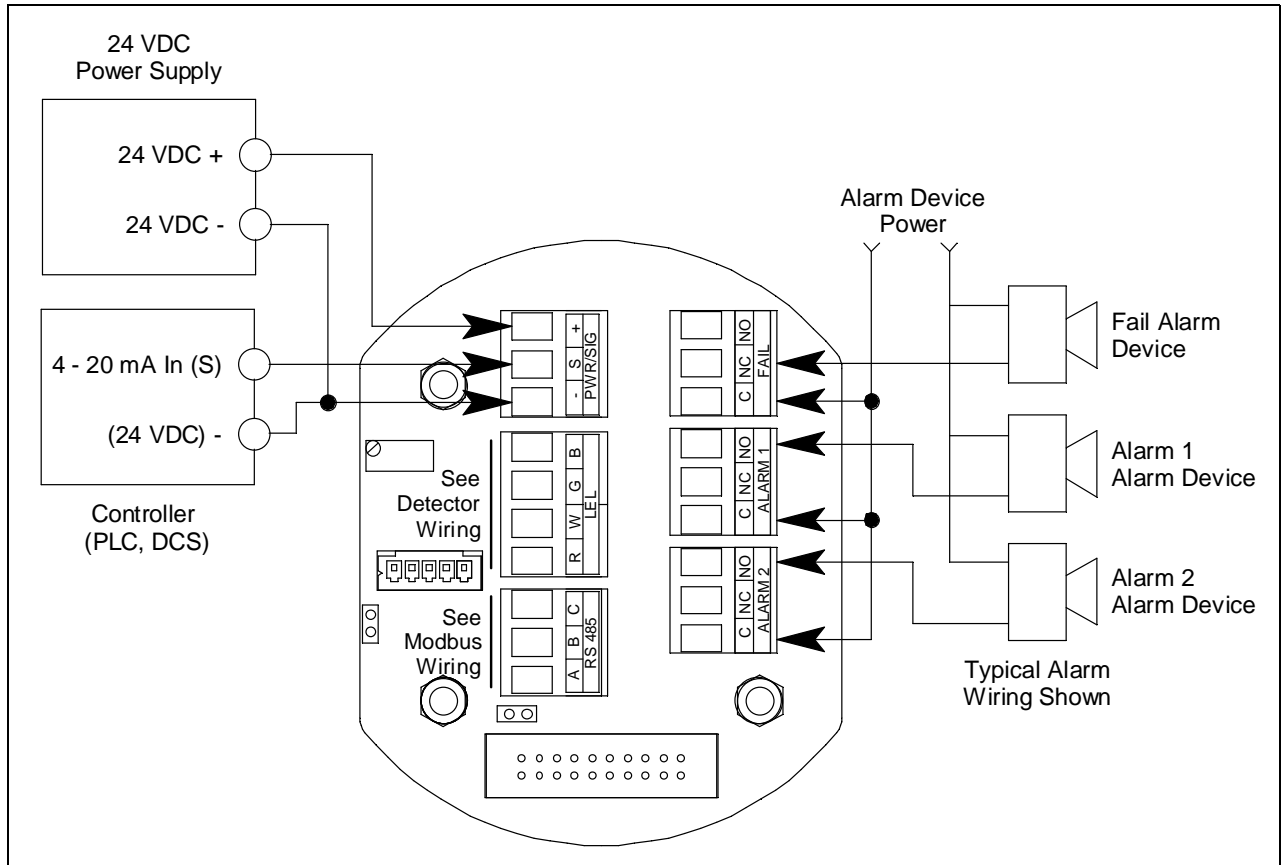 24 VDC
Power Supply
24 VDC +
24 VDC -
4 - 20 mA In (S)
(24 VDC) -
Controller
(PLC, DCS)
+
S
-
PWR/SIG
See
Detector
Wiring
B
G
W
R
LEL
See
Modbus
Wiring
C
B
A
RS 485
Alarm Device
Power
NO
NC
C
FAIL
NO
NC
C
ALARM 1
NO
NC
C
ALARM 2
Fail Alarm
Device
Alarm 1
Alarm Device
Alarm 2
Alarm Device
Typical Alarm
Wiring Shown